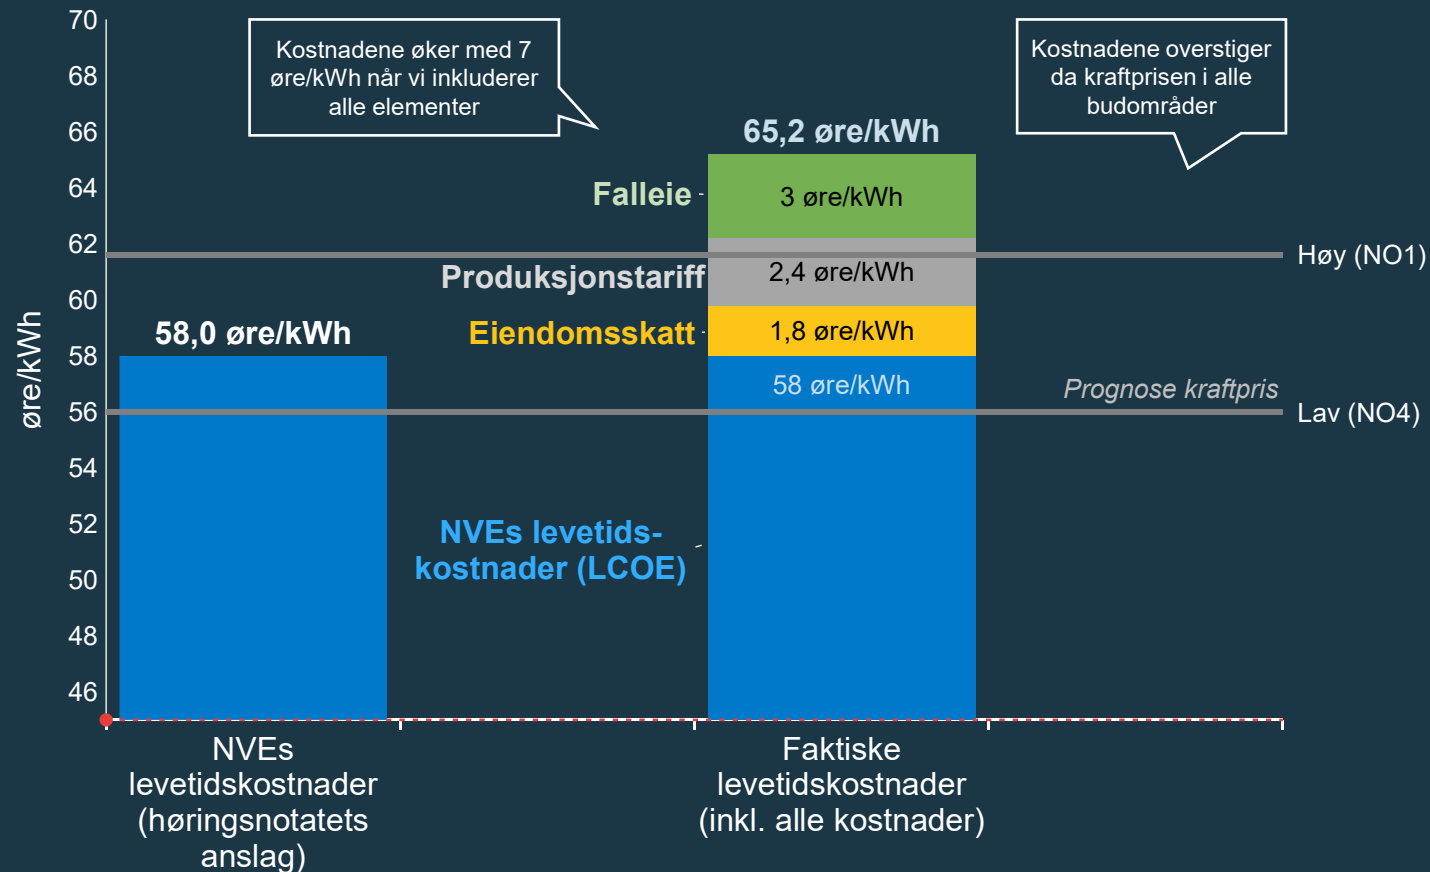 70
68
66
64
62
60
58
56
54
52
50
48
46
øre/kWh
Kostnadene øker med 7
øre/kWh når vi inkluderer
alle elementer
Kostnadene overstiger
da kraftprisen i alle
budområder
65,2 øre/kWh
Falleie
3 øre/kWh
Høy (NO1)
Produksjonstariff
2,4 øre/kWh
58,0 øre/kWh
Eiendomsskatt
1,8 øre/kWh
58 øre/kWh
Prognose kraftpris
Lav (NO4)
NVEs levetids-
kostnader (LCOE)
NVEs
levetidskostnader
(høringsnotatets
anslag)
Faktiske
levetidskostnader
(inkl. alle kostnader)